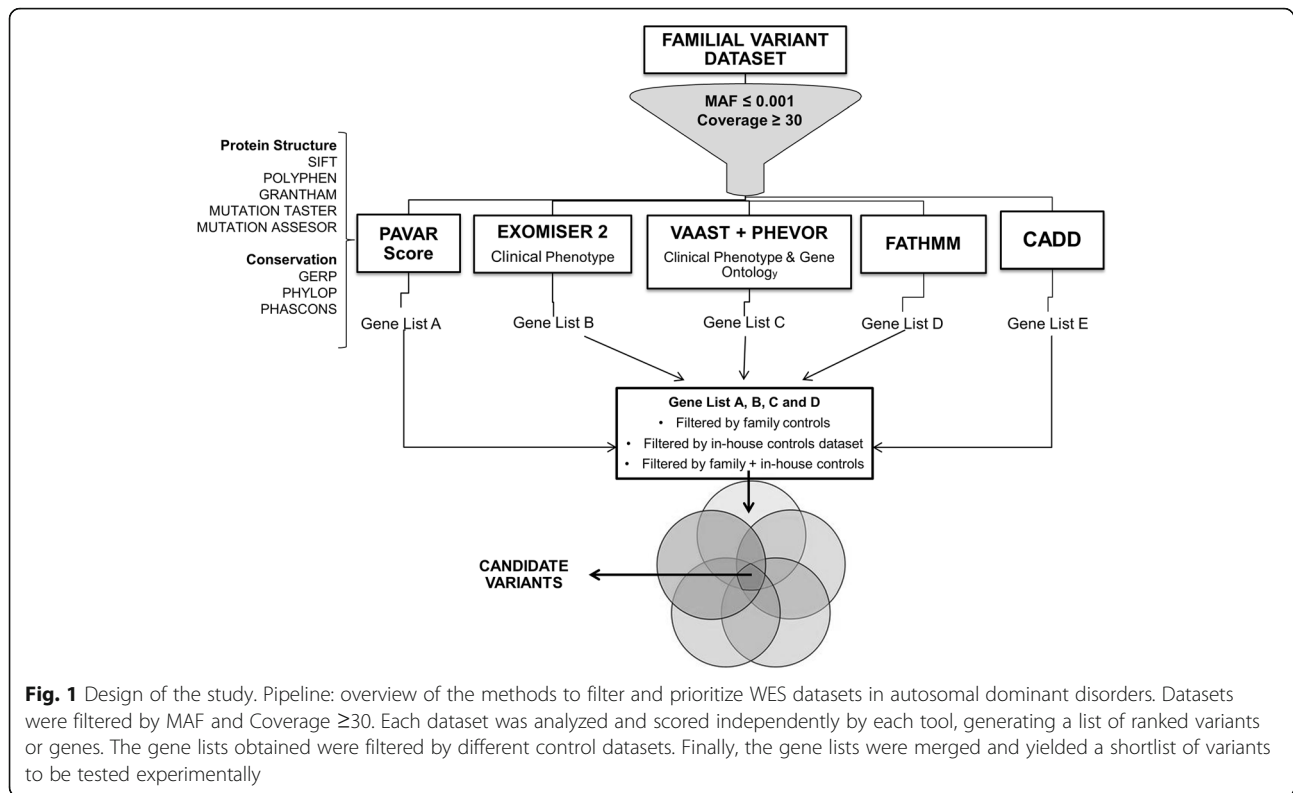 FAMILIAL VARIANT
DATASET
MAF ≤ 0.001
Coverage ≥ 30
Protein Structure
SIFT
POLYPHEN
GRANTHAM
MUTATION TASTER
MUTATION ASSESOR
Conservation
GERP
PHYLOP
PHASCONS
PAVAR
Score
EXOMISER 2
Clinical Phenotype
VAAST + PHEVOR
Clinical Phenotype & Gene
Ontology
FATHMM
CADD
Gene List A
Gene List B
Gene List C
Gene List D
Gene List E
Gene List A, B, C and D
• Filtered by family controls
• Filtered by in-house controls dataset
• Filtered by family + in-house controls
CANDIDATE
VARIANTS
Fig. 1 Design of the study. Pipeline: overview of the methods to filter and prioritize WES datasets in autosomal dominant disorders. Datasets
were filtered by MAF and Coverage ≥30. Each dataset was analyzed and scored independently by each tool, generating a list of ranked variants
or genes. The gene lists obtained were filtered by different control datasets. Finally, the gene lists were merged and yielded a shortlist of variants
to be tested experimentally